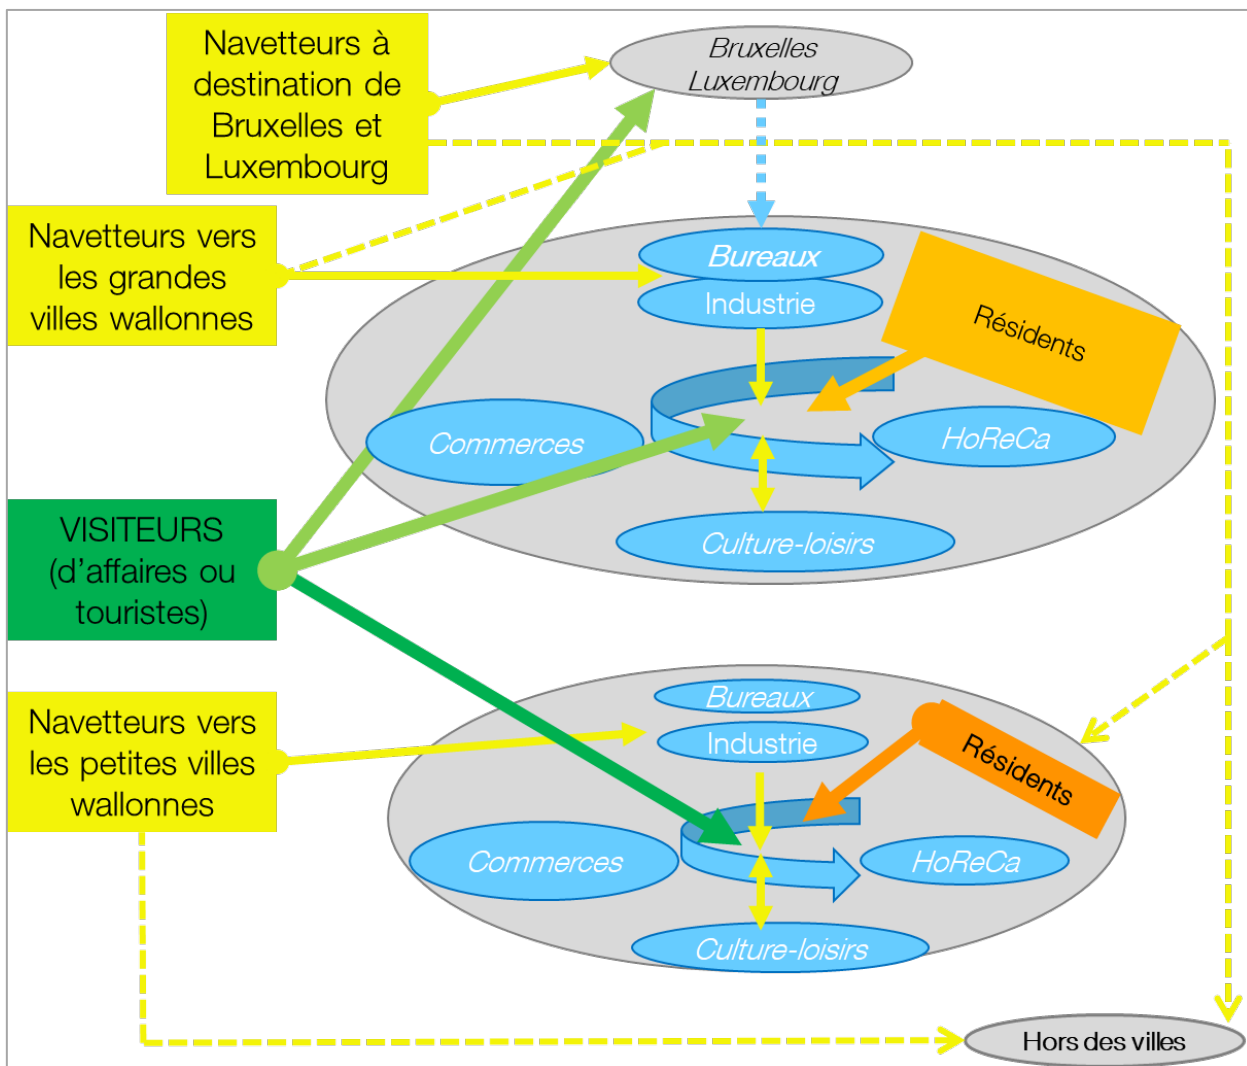 Navetteurs à
destination de
Bruxelles et
Luxembourg
Bruxelles
Luxembourg
Navetteurs vers
les grandes
villes wallonnes
Bureaux
Industrie
Résidents
Commerces
HoReCa
Culture-loisirs
VISITEURS
(d'affaires ou
touristes)
Navetteurs vers
les petites villes
wallonnes
Bureaux
Industrie
Résidents
Commerces
HoReCa
Culture-loisirs
Hors des villes